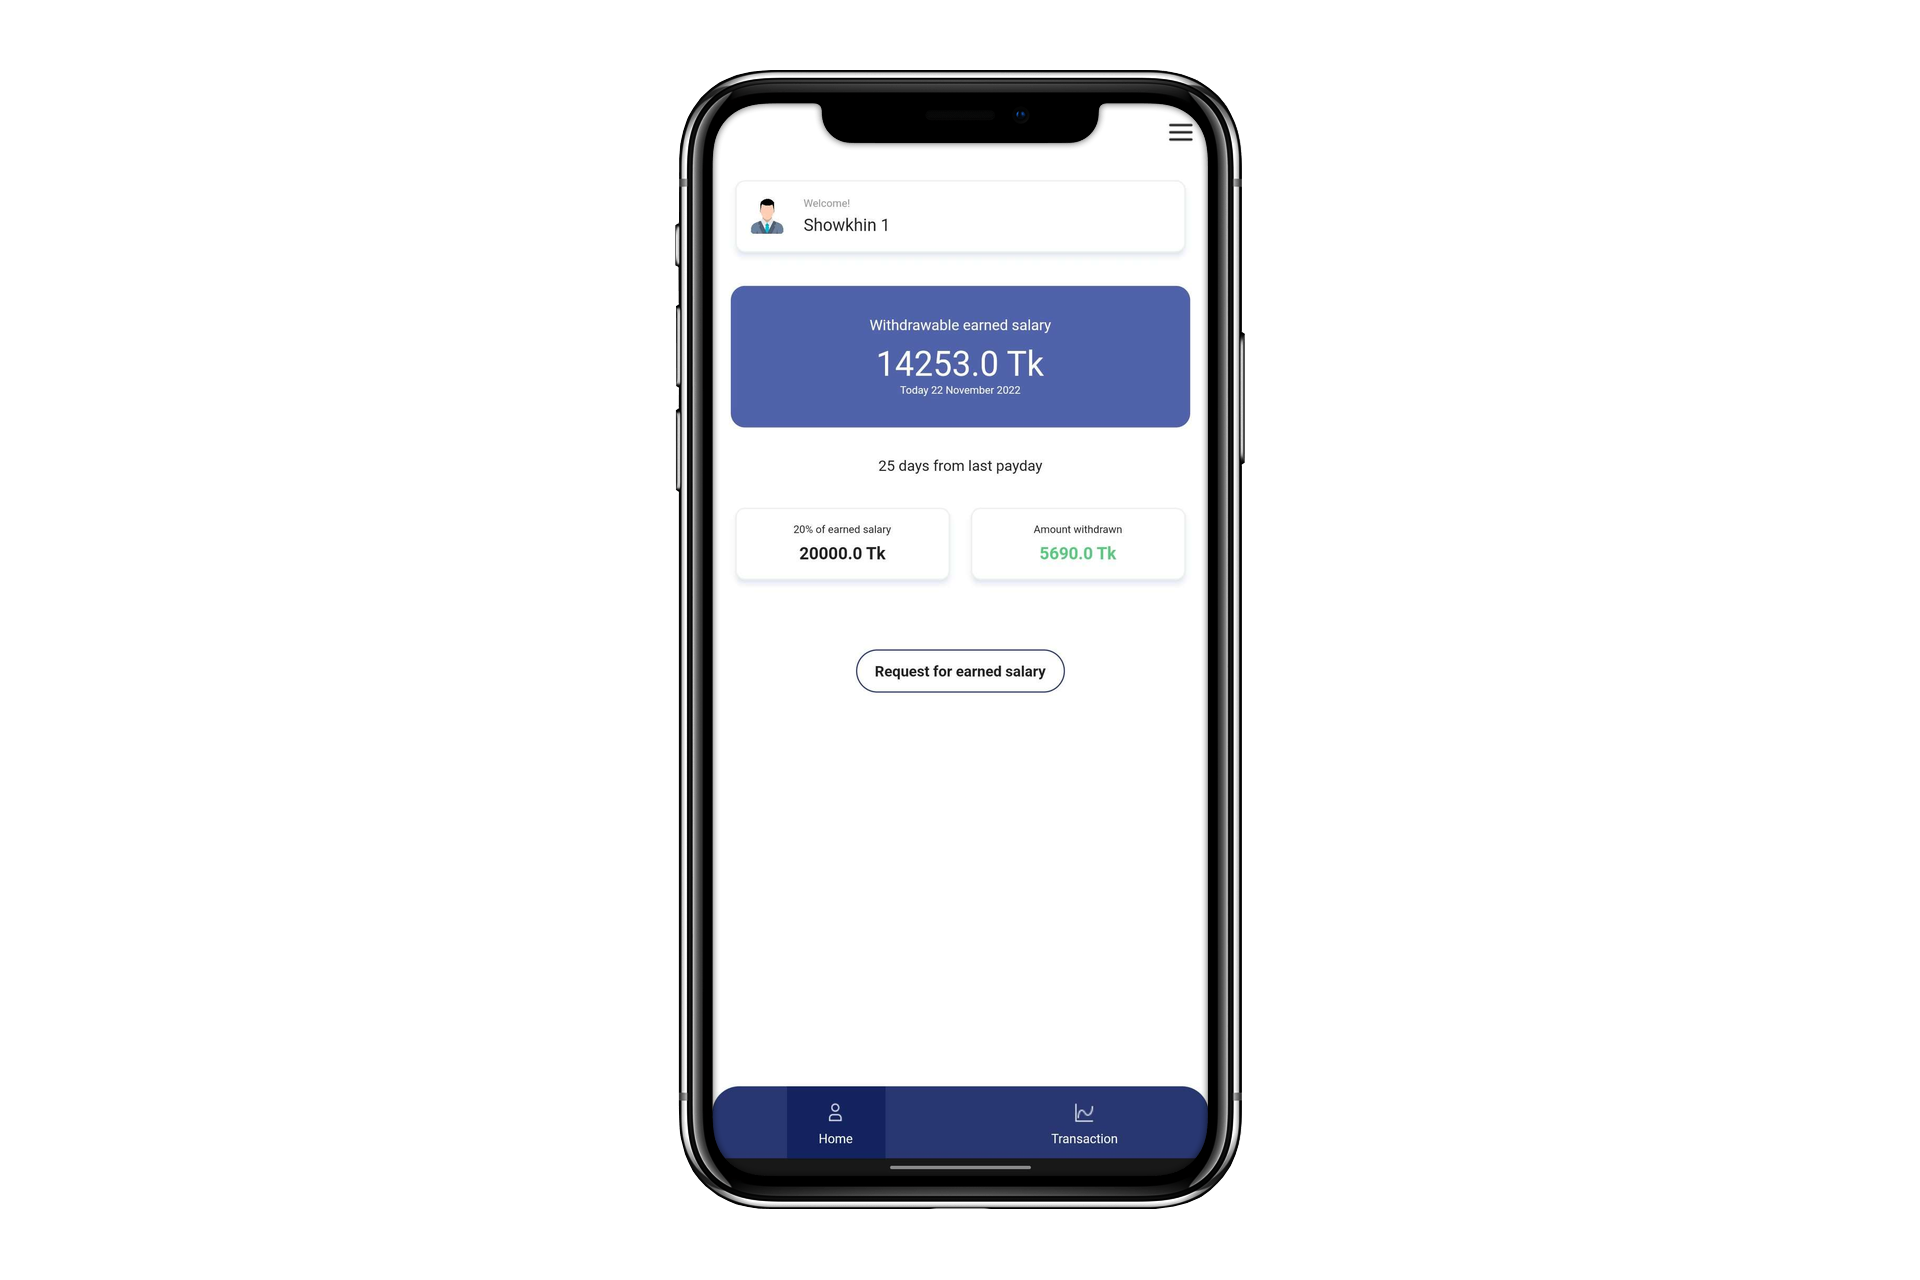 Welcome!
Showkhin 1
Withdrawable earned salary
14253.0 Tk
Today 22 November 2022
25 days from last payday
20% of earned salary
20000.0 Tk
Amount withdrawn
5690.0 Tk
Request for earned salary
Home
Transaction